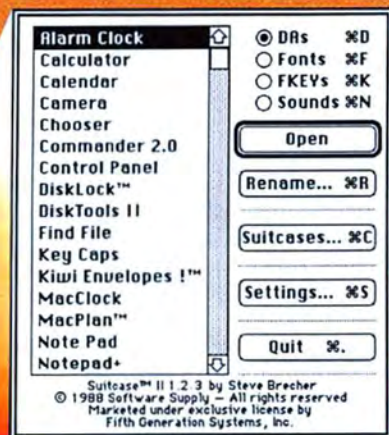 Alarm Clock
Calculator
Calendar
Camera
Chooser
Commander 2.0
Control Panel
DiskLock™
DiskTools II
Find File
Key Caps
Kiwi Envelopes !™
MacClock
MacPlan™
Note Pad
Notepad+
DAs ⌘D
Fonts ⌘F
FKEYs ⌘K
Sounds ⌘N
Open
Rename... ⌘R
Suitcases... ⌘C
Settings... ⌘S
Quit ⌘.
Suitcase™ II 1.2.3 by Steve Brecher
© 1988 Software Supply — All rights reserved
Marketed under exclusive license by
Fifth Generation Systems, Inc.